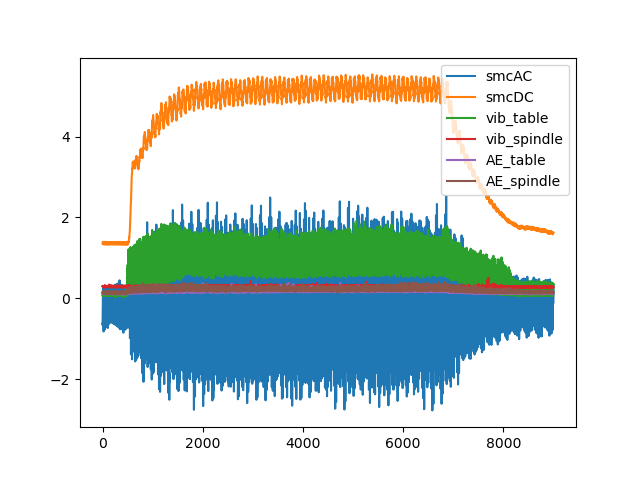 smcAC
smcDC
vib_table
vib_spindle
AE_table
AE_spindle
4
2
0
−2
0
2000
4000
6000
8000